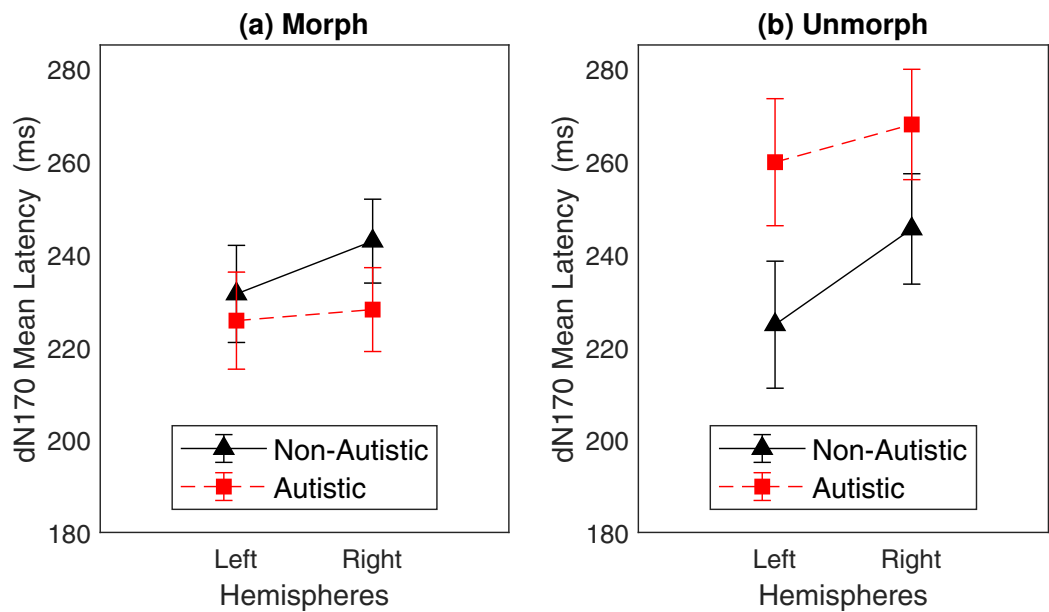 (a) Morph
280
260
240
220
200
180
dN170 Mean Latency (ms)
Non-Autistic
Autistic
Left Right
Hemispheres
(b) Unmorph
280
260
240
220
200
180
dN170 Mean Latency (ms)
Non-Autistic
Autistic
Left Right
Hemispheres